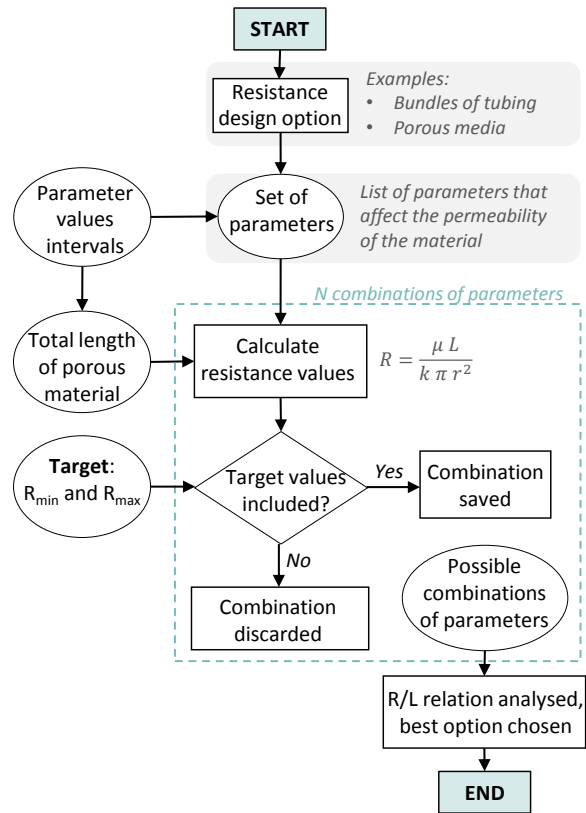 START
Resistance
design option
Examples:
• Bundles of tubing
• Porous media
Parameter
values
intervals
Set of
parameters
List of parameters that
affect the permeability
of the material
N combinations of parameters
Total length
of porous
material
Calculate
resistance values
R = μ L / k π r²
Target:
Rmin and Rmax
Target values
included?
Yes
Combination
saved
No
Combination
discarded
Possible
combinations
of parameters
R/L relation analysed,
best option chosen
END